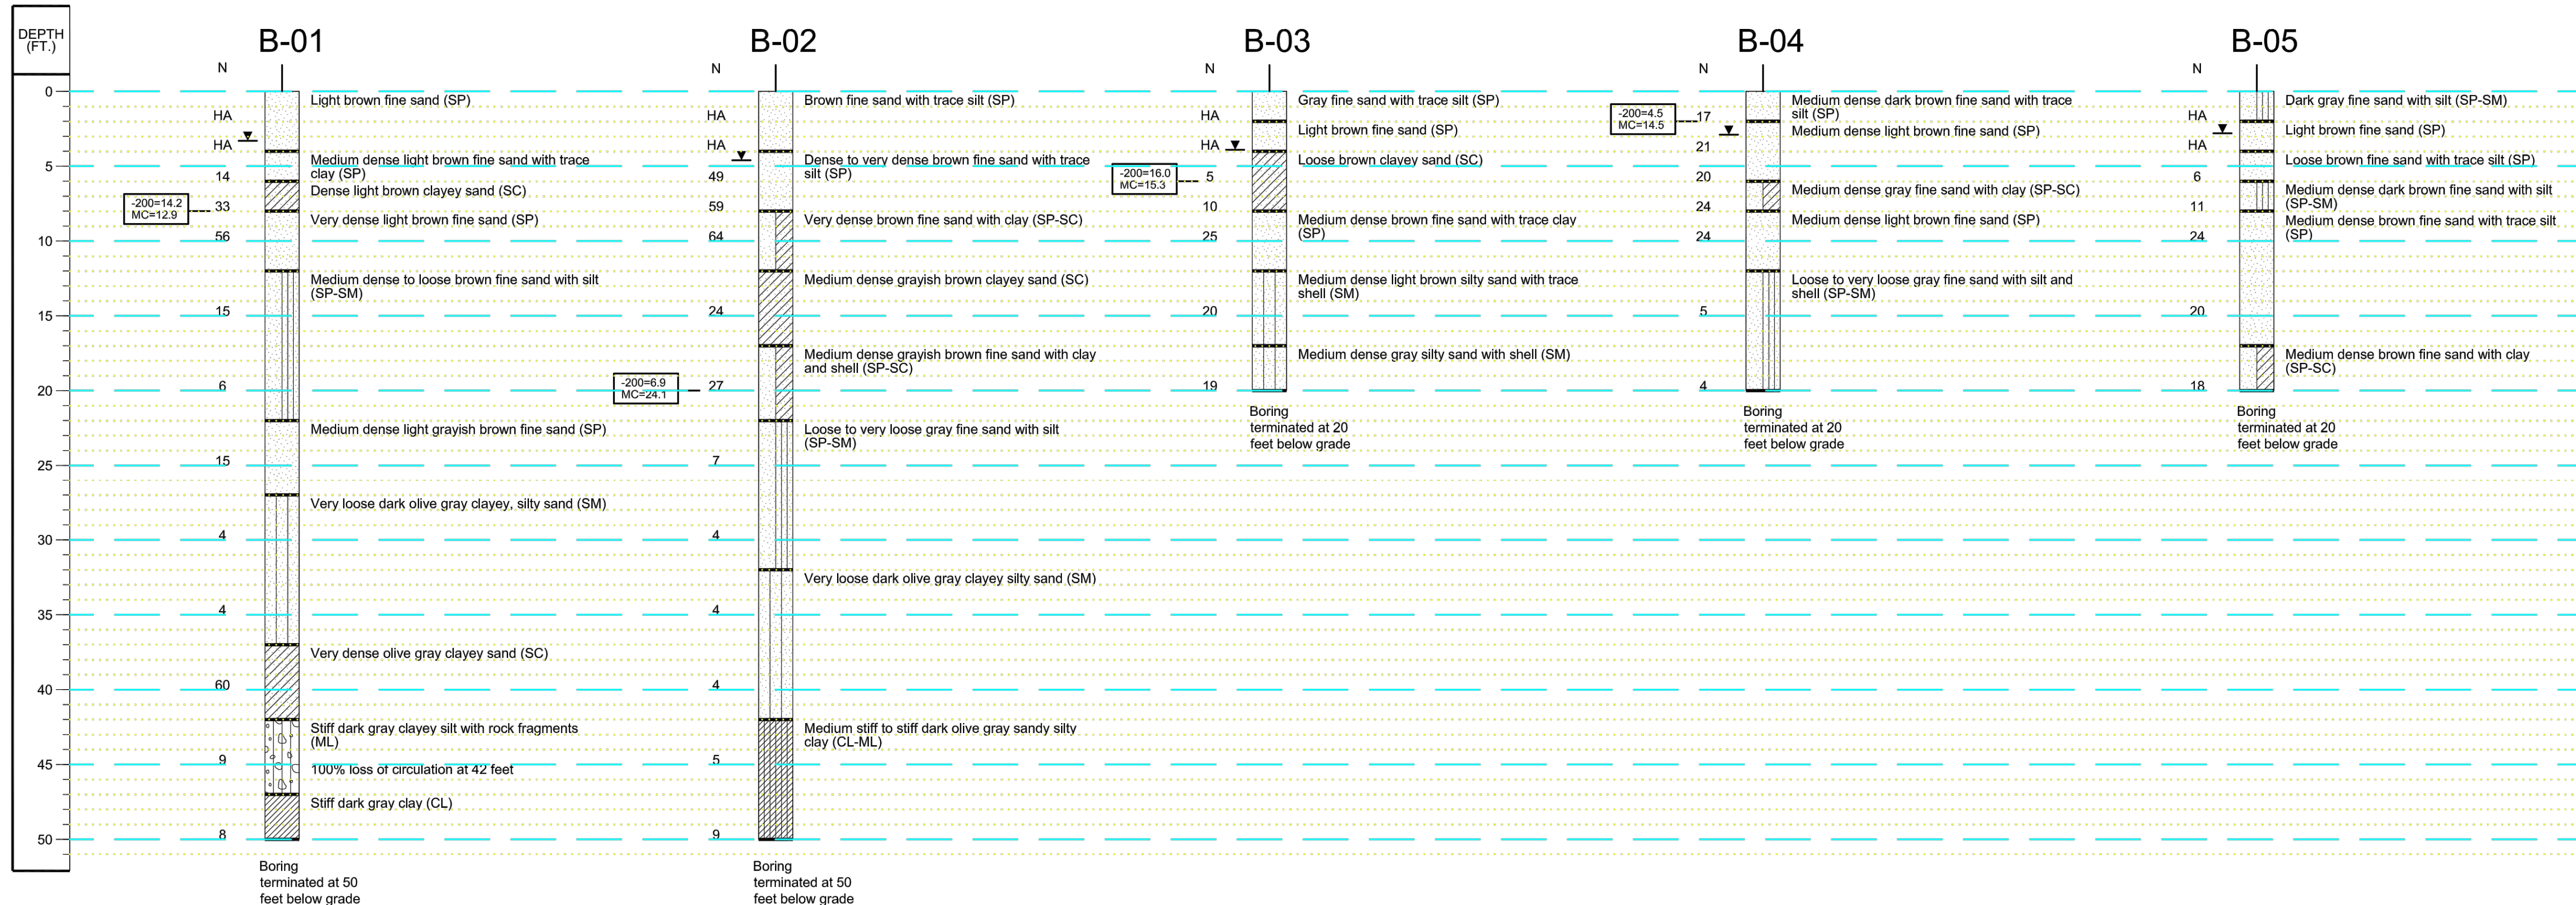 DEPTH
(FT.)
0
5
10
15
20
25
30
35
40
45
50
B-01
N
HA
HA
14
33
56
15
6
15
4
4
60
9
8
-200=14.2
MC=12.9
Light brown fine sand (SP)
Medium dense light brown fine sand with trace
clay (SP)
Dense light brown clayey sand (SC)
Very dense light brown fine sand (SP)
Medium dense to loose brown fine sand with silt
(SP-SM)
Medium dense light grayish brown fine sand (SP)
Very loose dark olive gray clayey, silty sand (SM)
Very dense olive gray clayey sand (SC)
Stiff dark gray clayey silt with rock fragments
(ML)
100% loss of circulation at 42 feet
Stiff dark gray clay (CL)
Boring
terminated at 50
feet below grade
B-02
N
HA
HA
49
59
64
24
27
7
4
4
4
5
9
-200=6.9
MC=24.1
Brown fine sand with trace silt (SP)
Dense to very dense brown fine sand with trace
silt (SP)
Very dense brown fine sand with clay (SP-SC)
Medium dense grayish brown clayey sand (SC)
Medium dense grayish brown fine sand with clay
and shell (SP-SC)
Loose to very loose gray fine sand with silt
(SP-SM)
Very loose dark olive gray clayey silty sand (SM)
Medium stiff to stiff dark olive gray sandy silty
clay (CL-ML)
Boring
terminated at 50
feet below grade
B-03
N
HA
HA
5
10
25
20
19
-200=16.0
MC=15.3
Gray fine sand with trace silt (SP)
Light brown fine sand (SP)
Loose brown clayey sand (SC)
Medium dense brown fine sand with trace clay
(SP)
Medium dense light brown silty sand with trace
shell (SM)
Medium dense gray silty sand with shell (SM)
Boring
terminated at 20
feet below grade
B-04
N
17
21
20
24
24
5
4
-200=4.5
MC=14.5
Medium dense dark brown fine sand with trace
silt (SP)
Medium dense light brown fine sand (SP)
Medium dense gray fine sand with clay (SP-SC)
Medium dense light brown fine sand (SP)
Loose to very loose gray fine sand with silt and
shell (SP-SM)
Boring
terminated at 20
feet below grade
B-05
N
HA
HA
6
11
24
20
18
Dark gray fine sand with silt (SP-SM)
Light brown fine sand (SP)
Loose brown fine sand with trace silt (SP)
Medium dense dark brown fine sand with silt
(SP-SM)
Medium dense brown fine sand with trace silt
(SP)
Medium dense brown fine sand with clay
(SP-SC)
Boring
terminated at 20
feet below grade